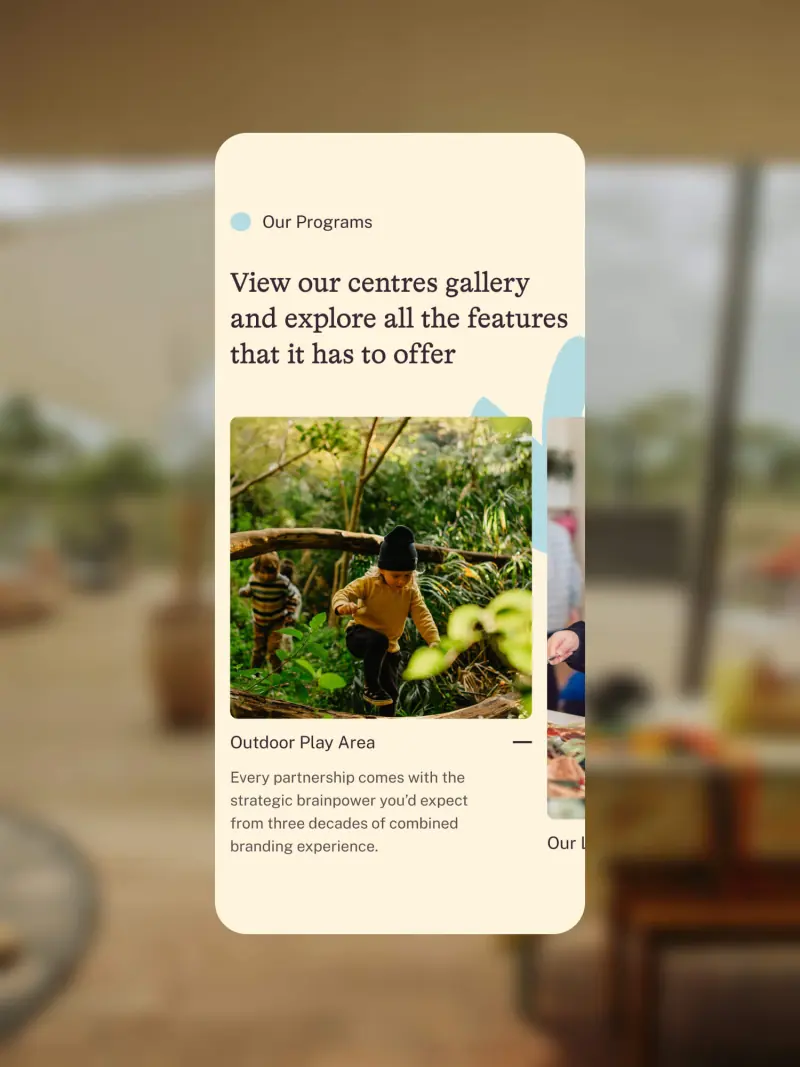 Our Programs
View our centres gallery
and explore all the features
that it has to offer
Outdoor Play Area
Every partnership comes with the
strategic brainpower you'd expect
from three decades of combined
branding experience.
Our